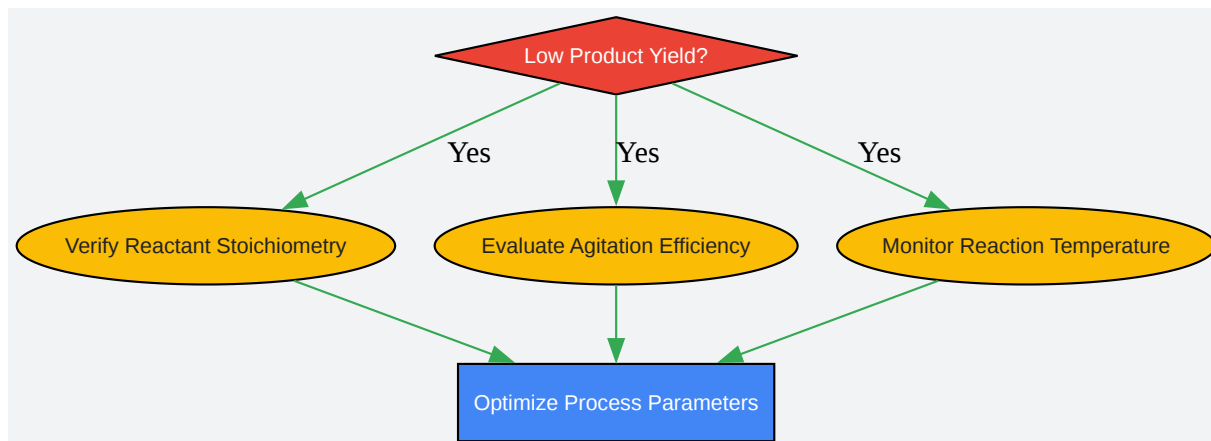 Low Product Yield?
Yes
Yes
Yes
Verify Reactant Stoichiometry
Evaluate Agitation Efficiency
Monitor Reaction Temperature
Optimize Process Parameters